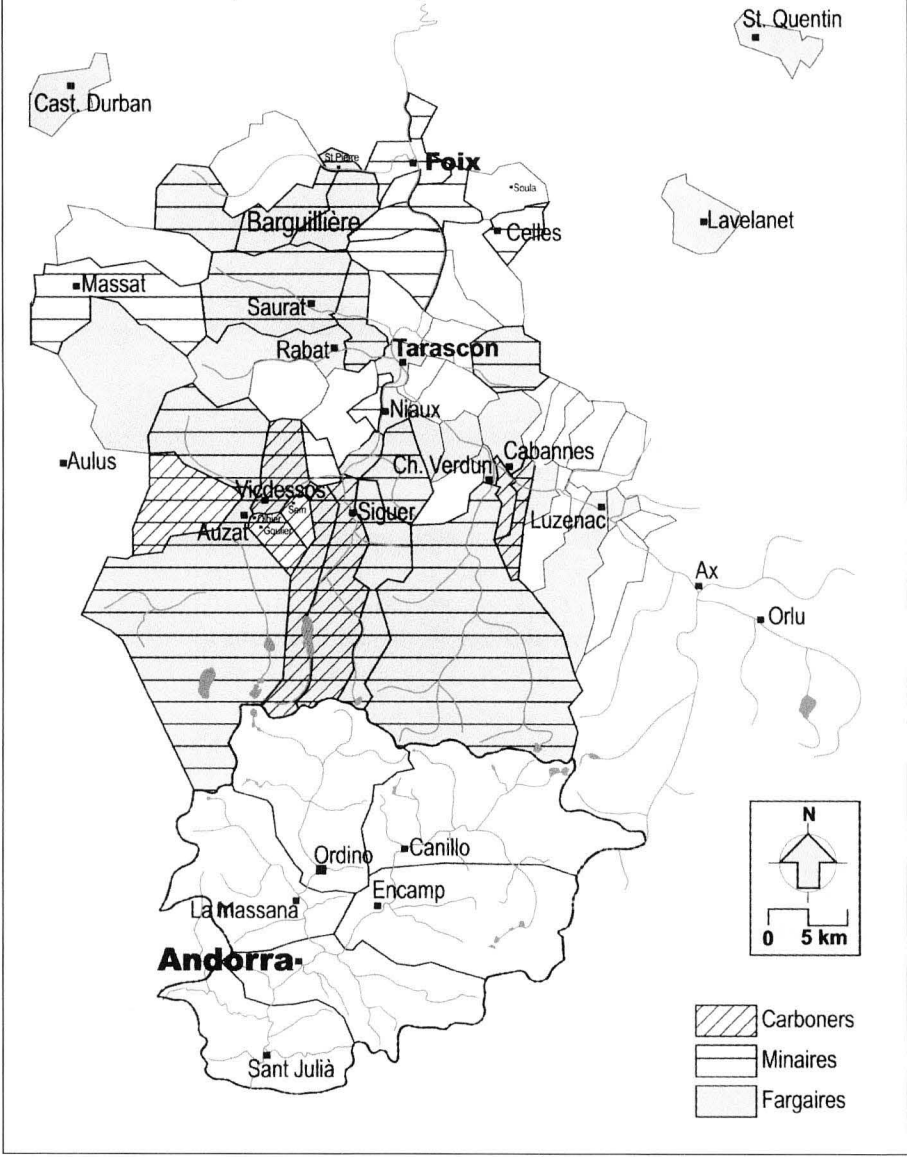 St. Quentin
Cast. Durban
St Pierre
Foix
Soula
Barguillière
Lavelanet
Celles
Massat
Saurat
Rabat
Tarascon
Niaux
Aulus
Cabannes
Ch. Verdun
Vicdessos
Sem
Siguer
Luzenac
Auzat
Goulier
Ax
Orlu
N
0 5 km
Ordino
Canillo
Encamp
La Massana
Andorra
Sant Julià
Carboners
Minaires
Fargaires